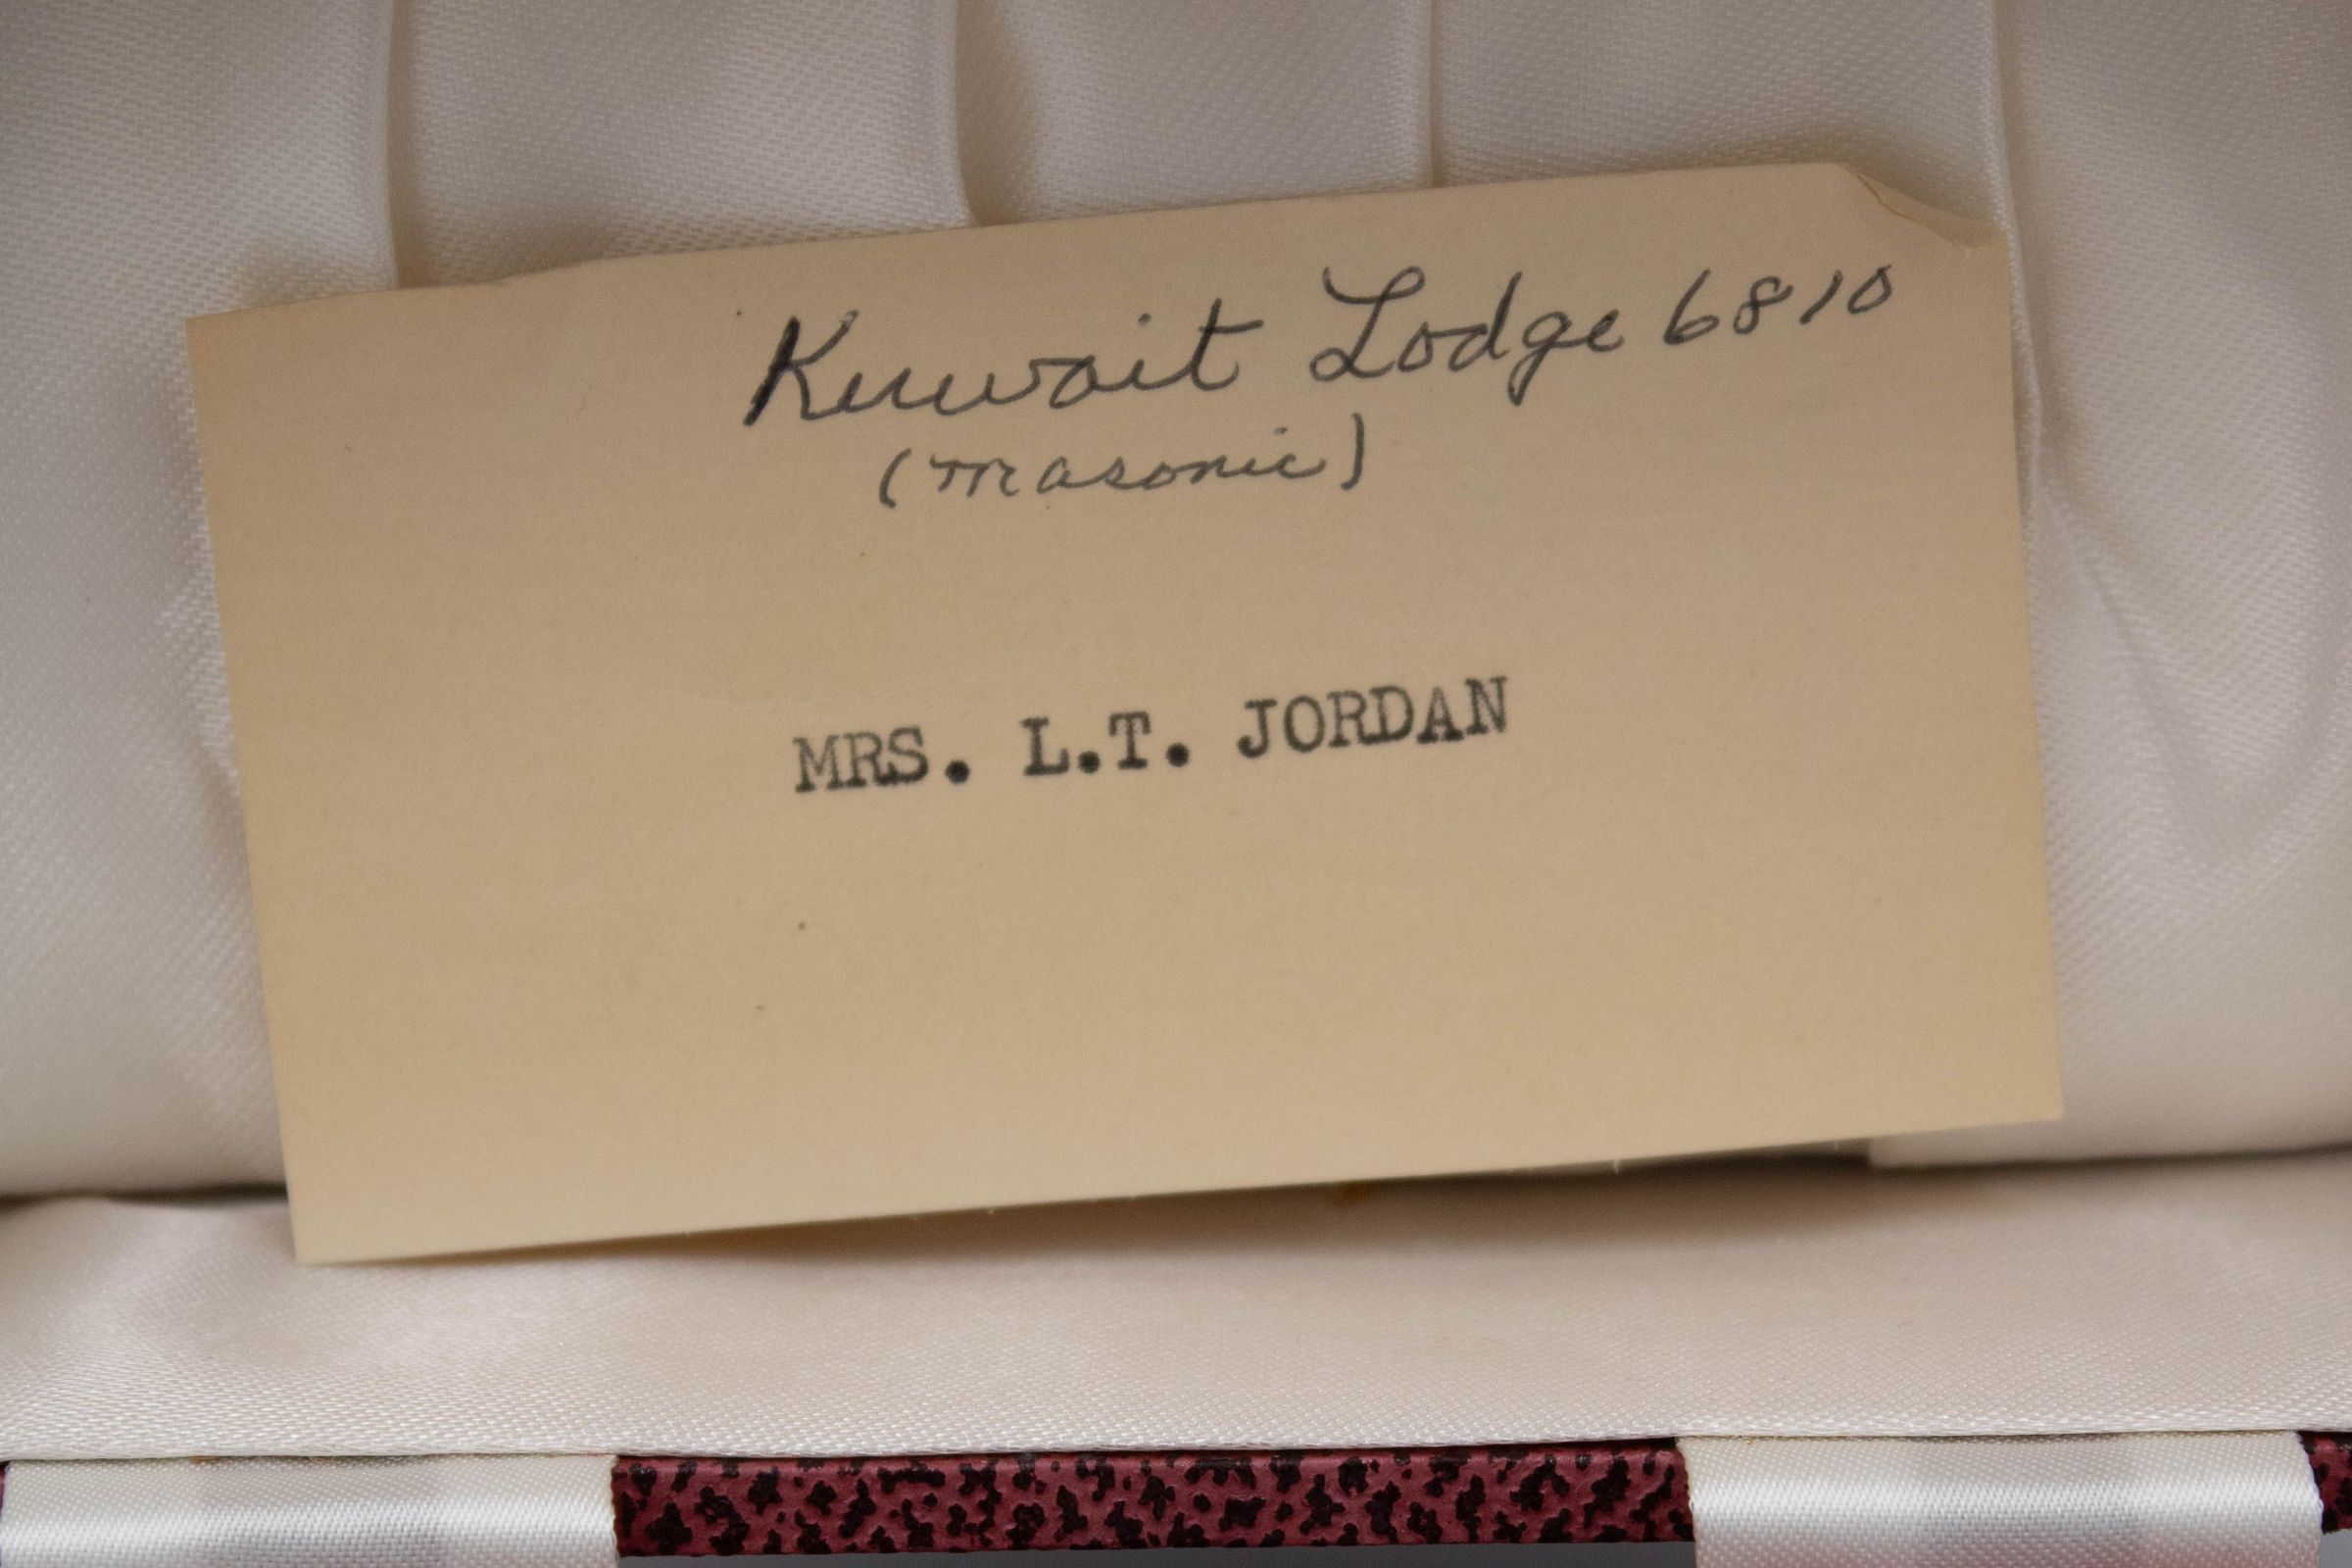 Kuwait Lodge 6810
(Masonic)
MRS. L.T. JORDAN